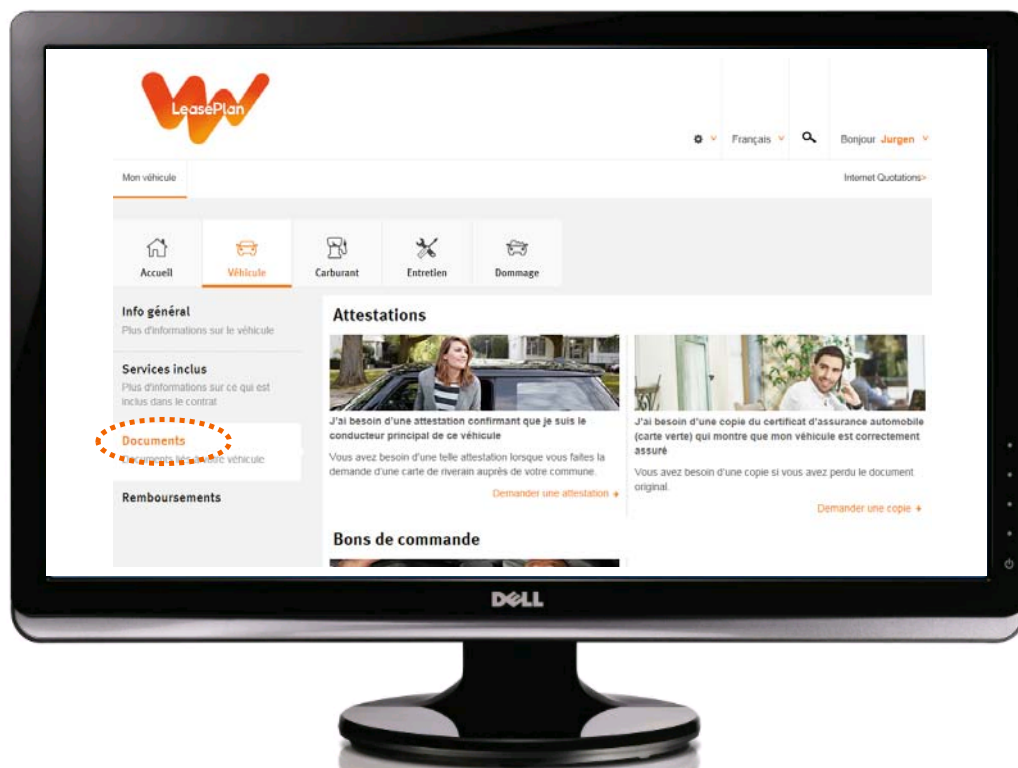 LeasePlan
Français
Bonjour Jurgen
Mon véhicule
Internet Quotations>
Accueil
Véhicule
Carburant
Entretien
Dommage
Info général
Plus d'informations sur le véhicule
Services inclus
Plus d'informations sur ce qui est
inclus dans le contrat
Documents
Documents liés à votre véhicule
Remboursements
Attestations
J'ai besoin d'une attestation confirmant que je suis le
conducteur principal de ce véhicule
Vous avez besoin d'une telle attestation lorsque vous faites la
demande d'une carte de riverain auprès de votre commune.
Demander une attestation
J'ai besoin d'une copie du certificat d'assurance automobile
(carte verte) qui montre que mon véhicule est correctement
assuré
Vous avez besoin d'une copie si vous avez perdu le document
original.
Demander une copie
Bons de commande
DELL